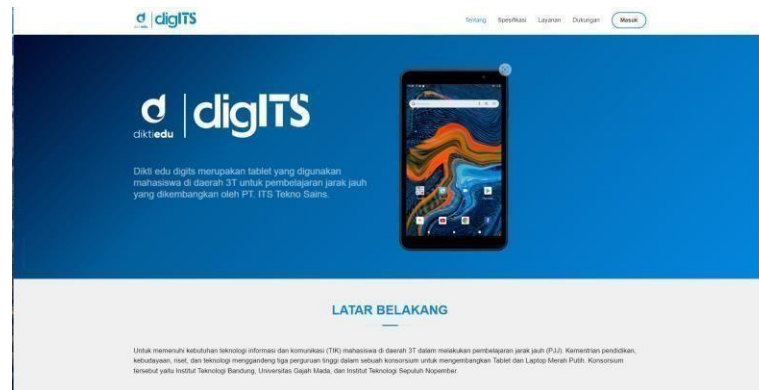 d digITS
Tentang Spesifikasi Layanan Dukungan Masuk
d digITS
diktiedu
Dikti edu digits merupakan tablet yang digunakan
mahasiswa di daerah 3T untuk pembelajaran jarak jauh
yang dikembangkan oleh PT. ITS Tekno Sains.
LATAR BELAKANG
Untuk memenuhi kebutuhan teknologi informasi dan komunikasi (TIK) mahasiswa di daerah 3T dalam melakukan pembelajaran jarak jauh (PJJ). Kementrian pendidikan,
kebudayaan, riset, dan teknologi menggandeng tiga perguruan tinggi dalam sebuah konsorsium untuk mengembangkan Tablet dan Laptop Merah Putih. Konsorsium
tersebut yaitu Institut Teknologi Bandung, Universitas Gajah Mada, dan Institut Teknologi Sepuluh Nopember.